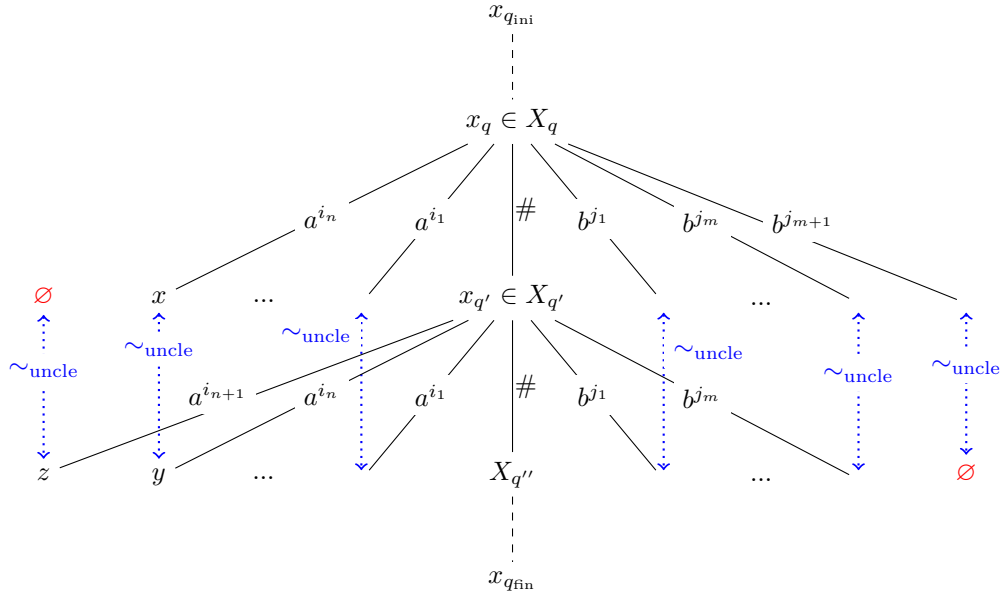 x_{q_{ini}}
x_q ∈ X_q
a^{i_n} a^{i_1} # b^{j_1} b^{j_m} b^{j_{m+1}}
∅ x ... x_{q'} ∈ X_{q'} ...
∼_{uncle} ∼_{uncle} ∼_{uncle} ∼_{uncle} ∼_{uncle} ∼_{uncle}
a^{i_{n+1}} a^{i_n} a^{i_1} # b^{j_1} b^{j_m}
z y ... X_{q''} ... ∅
x_{q_{fin}}